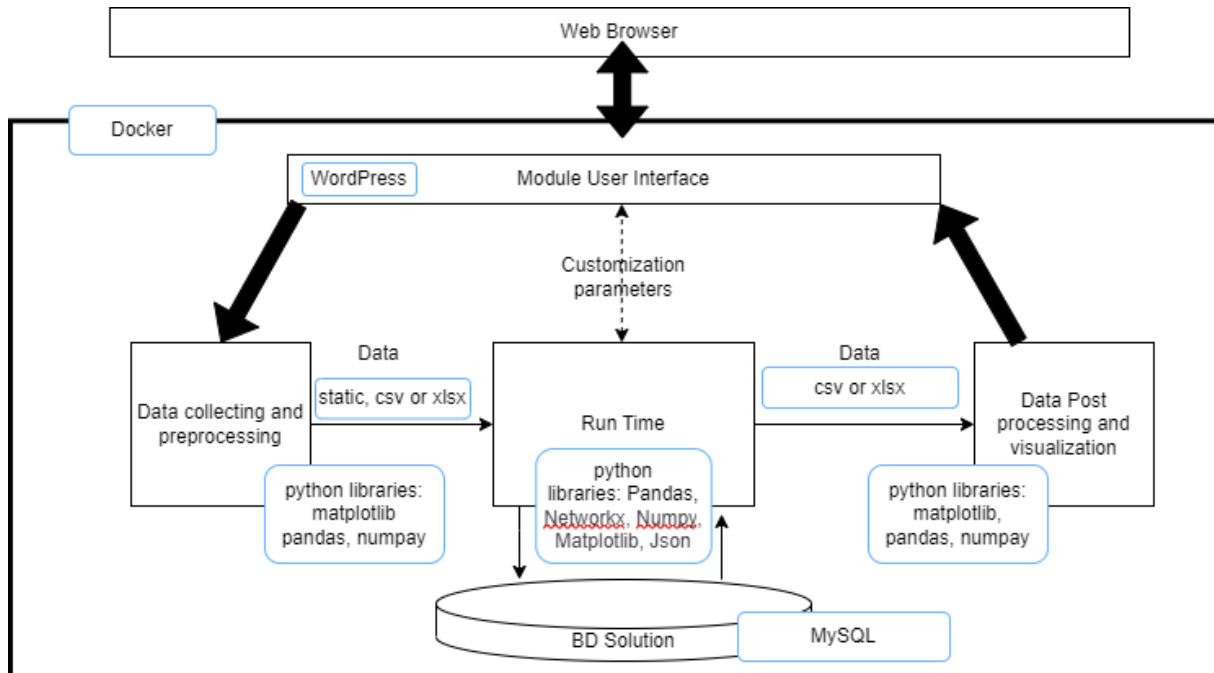 Web Browser
Docker
WordPress
Module User Interface
Customization
parameters
Data
static, csv or xlsx
Data
csv or xlsx
Data collecting and
preprocessing
Run Time
Data Post
processing and
visualization
python libraries:
matplotlib
pandas, numpay
python
libraries: Pandas,
Networkx, Numpy,
Matplotlib, Json
python libraries:
matplotlib,
pandas, numpay
BD Solution
MySQL